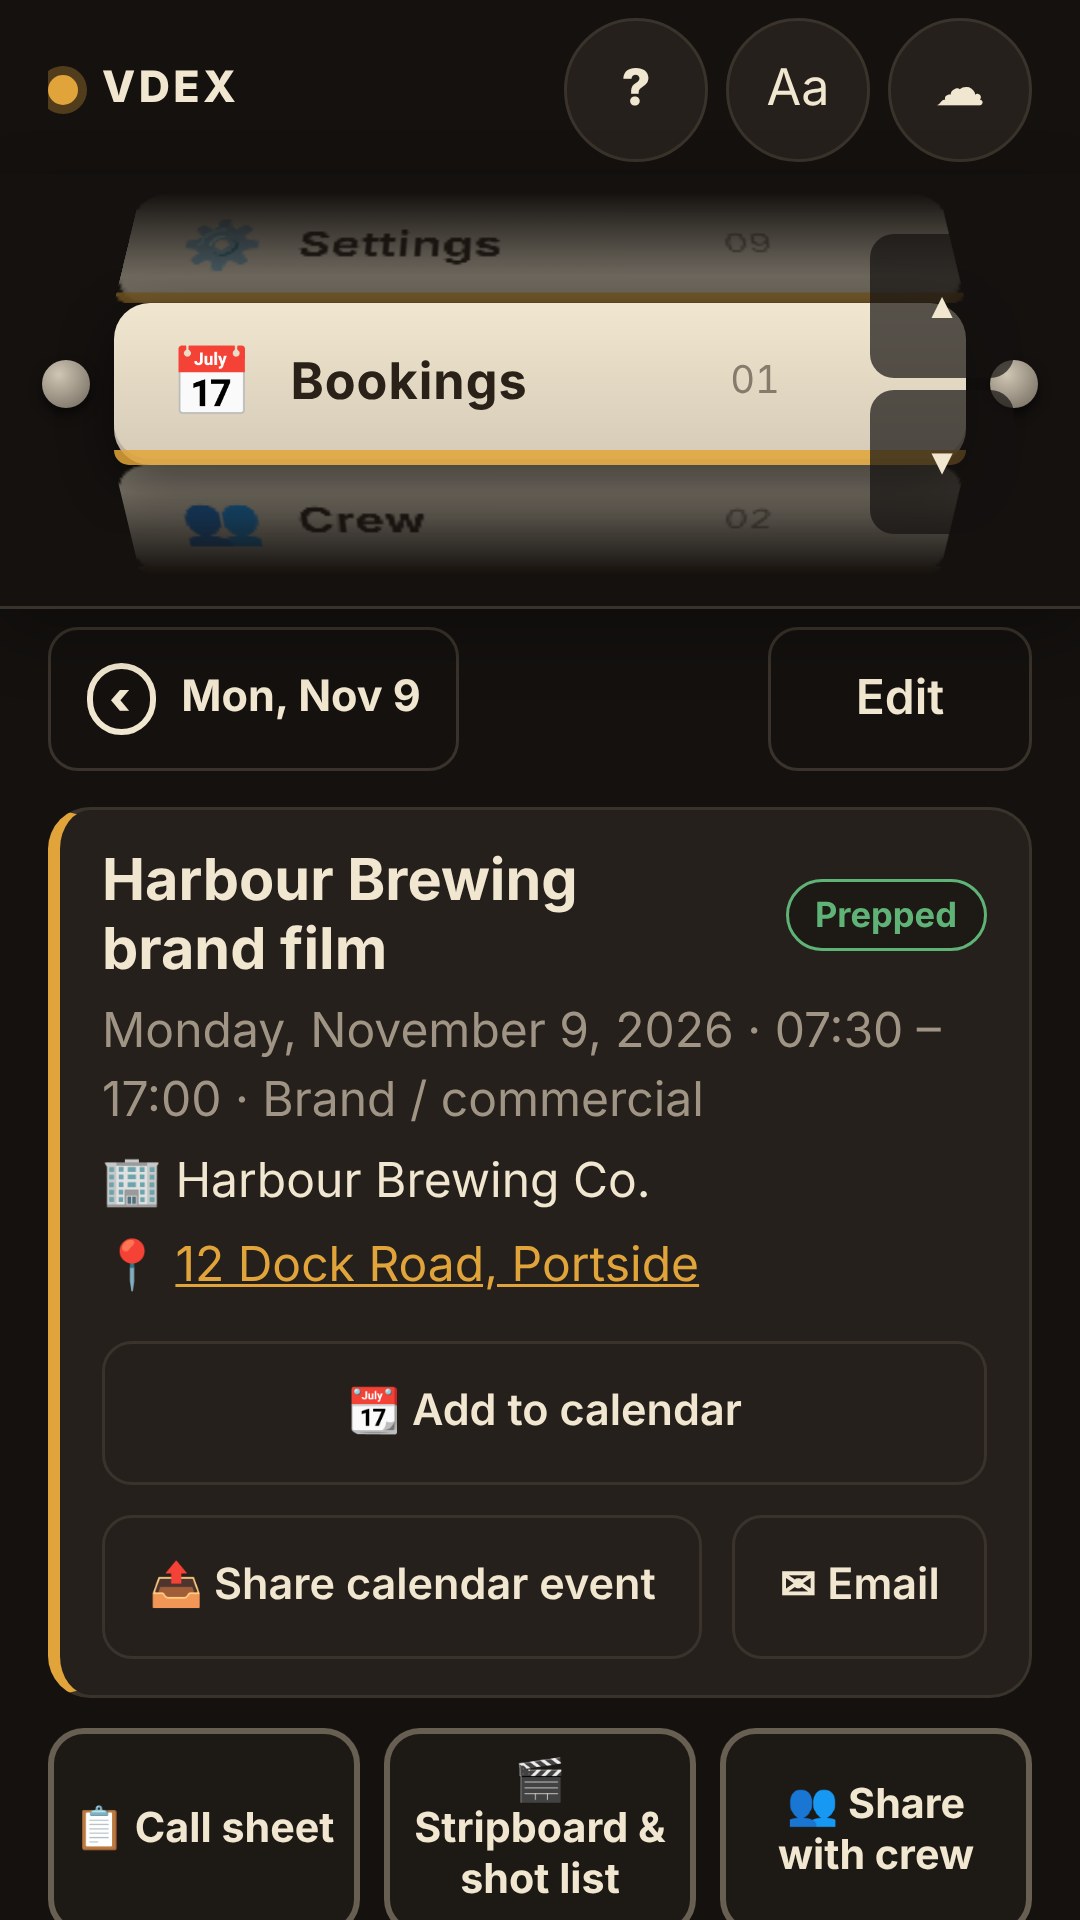 VDEX
?
Aa
Settings
09
July
17
Bookings
01
Crew
02
Mon, Nov 9
Edit
Harbour Brewing
brand film
Prepped
Monday, November 9, 2026 · 07:30 –
17:00 · Brand / commercial
Harbour Brewing Co.
12 Dock Road, Portside
July
17
Add to calendar
Share calendar event
Email
Call sheet
Stripboard &
shot list
Share
with crew